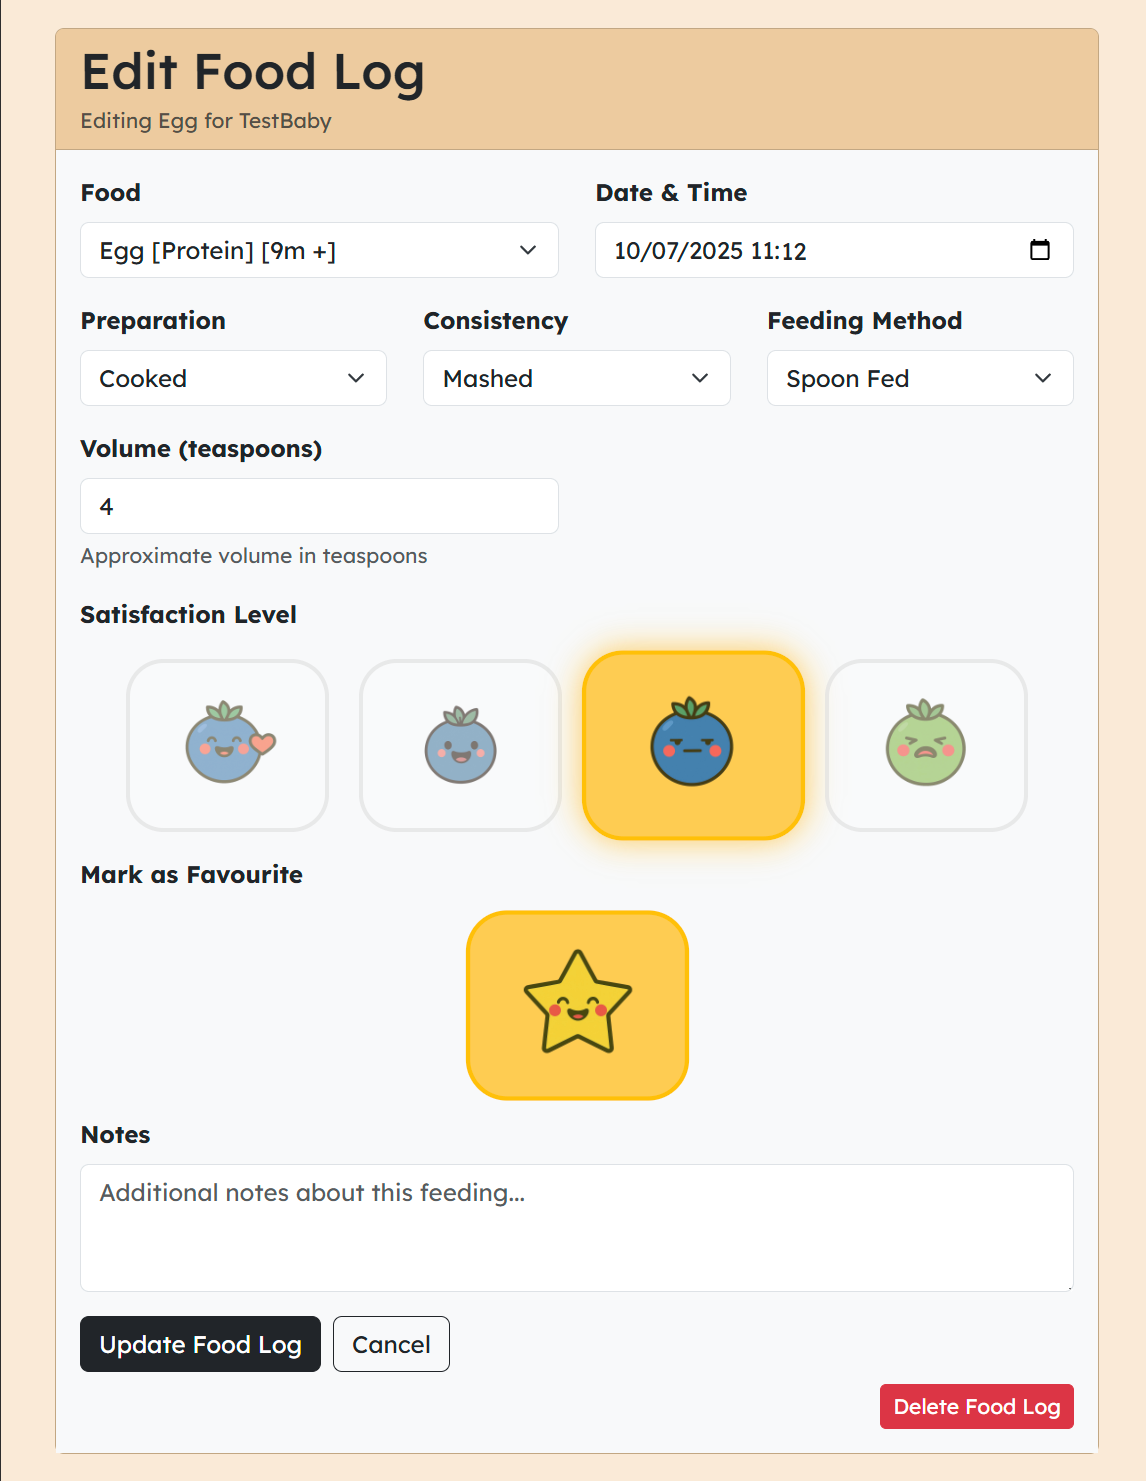 Edit Food Log
Editing Egg for TestBaby
Food
Date & Time
Egg [Protein] [9m +]
10/07/2025 11:12
Preparation
Consistency
Feeding Method
Cooked
Mashed
Spoon Fed
Volume (teaspoons)
4
Approximate volume in teaspoons
Satisfaction Level
Mark as Favourite
Notes
Additional notes about this feeding...
Update Food Log
Cancel
Delete Food Log